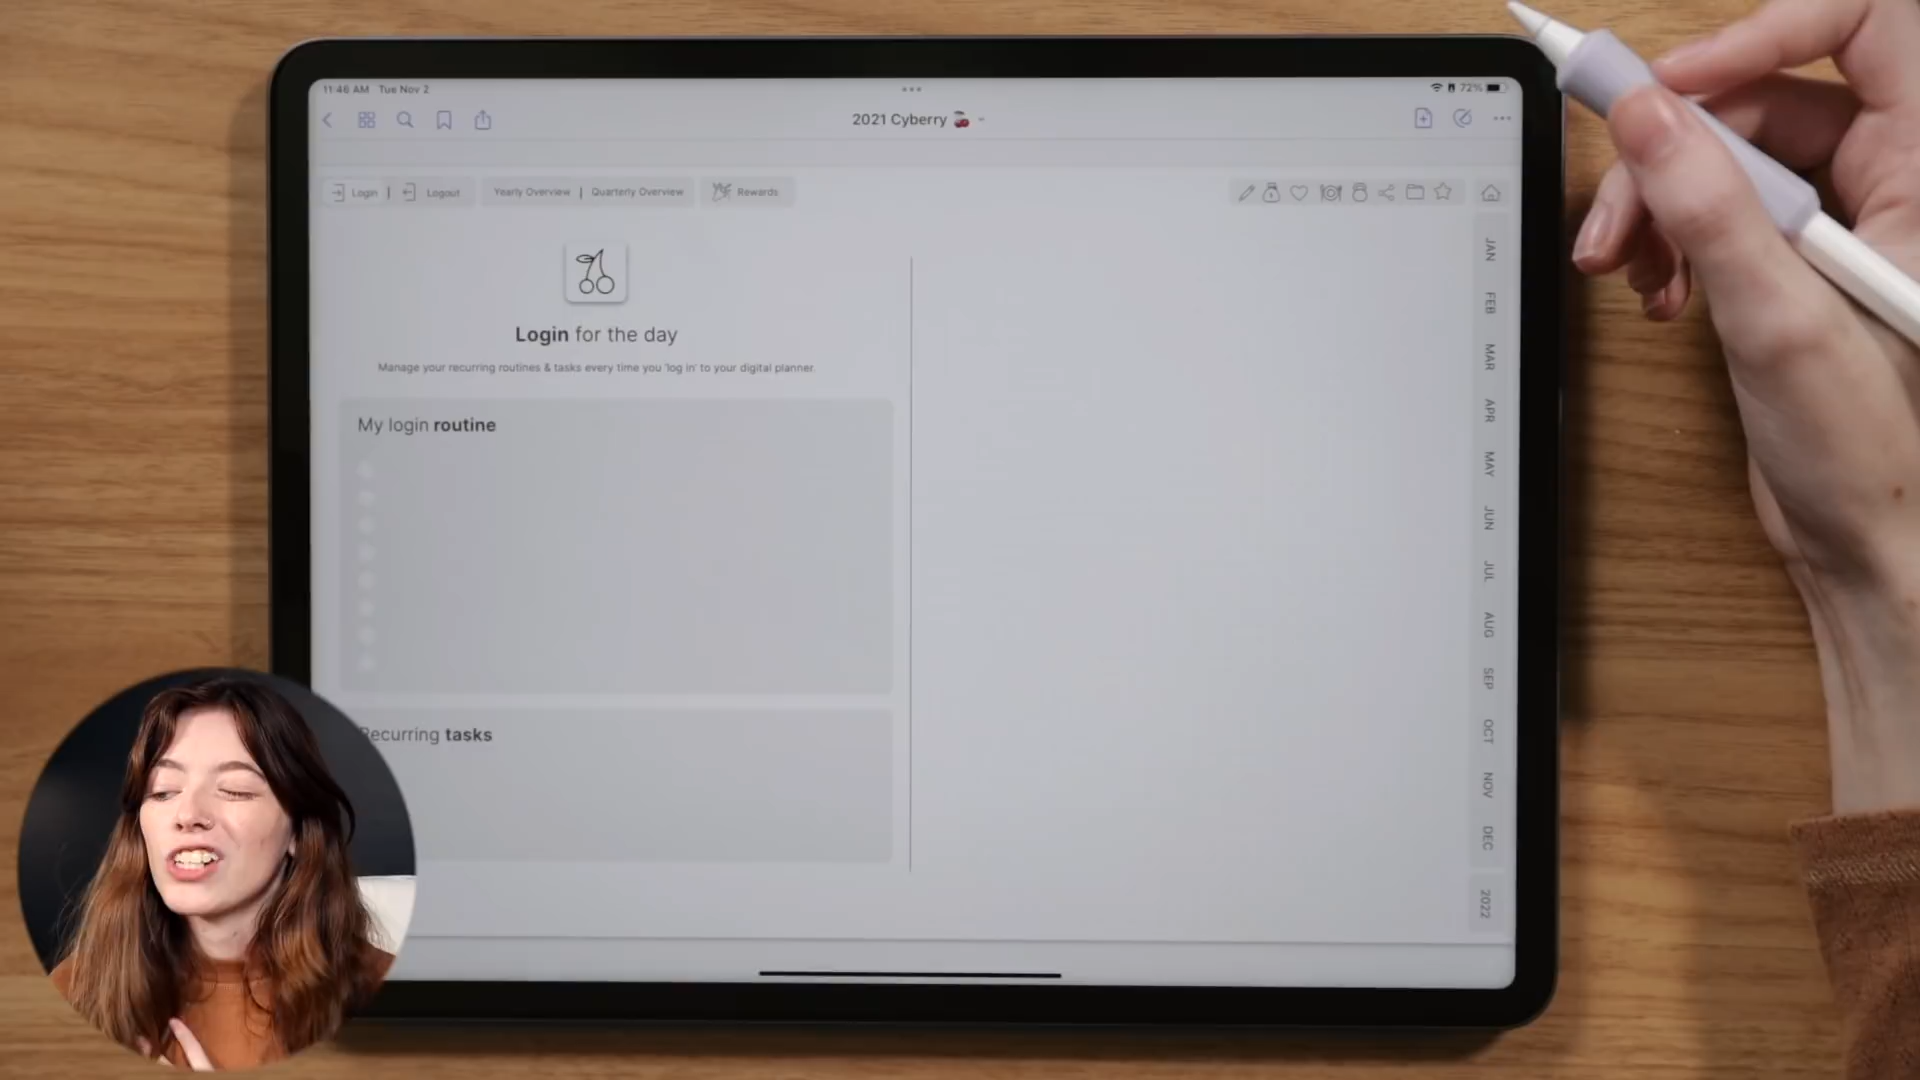 11:46 AM Tue Nov 2
72%
2021 Cyberry
Login | Logout
Yearly Overview | Quarterly Overview
Rewards
Login for the day
Manage your recurring routines & tasks every time you 'log in' to your digital planner.
My login routine
Recurring tasks
JAN
FEB
MAR
APR
MAY
JUN
JUL
AUG
SEP
OCT
NOV
DEC
2022